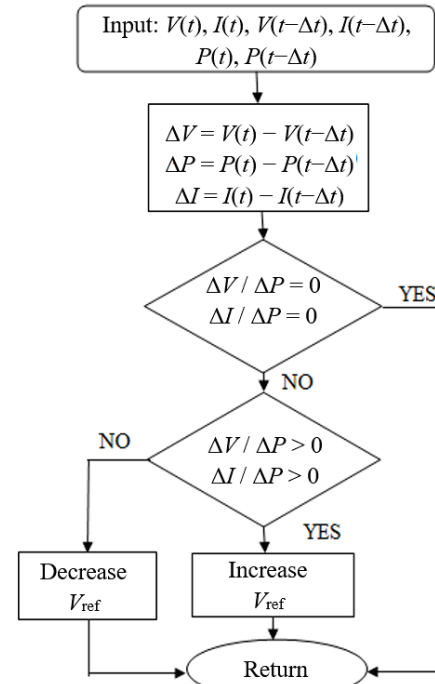 Input: V(t), I(t), V(t−Δt), I(t−Δt),
P(t), P(t−Δt)
ΔV = V(t) − V(t−Δt)
ΔP = P(t) − P(t−Δt)
ΔI = I(t) − I(t−Δt)
ΔV / ΔP = 0
ΔI / ΔP = 0
YES
NO
ΔV / ΔP > 0
ΔI / ΔP > 0
NO
YES
Decrease
Vref
Increase
Vref
Return